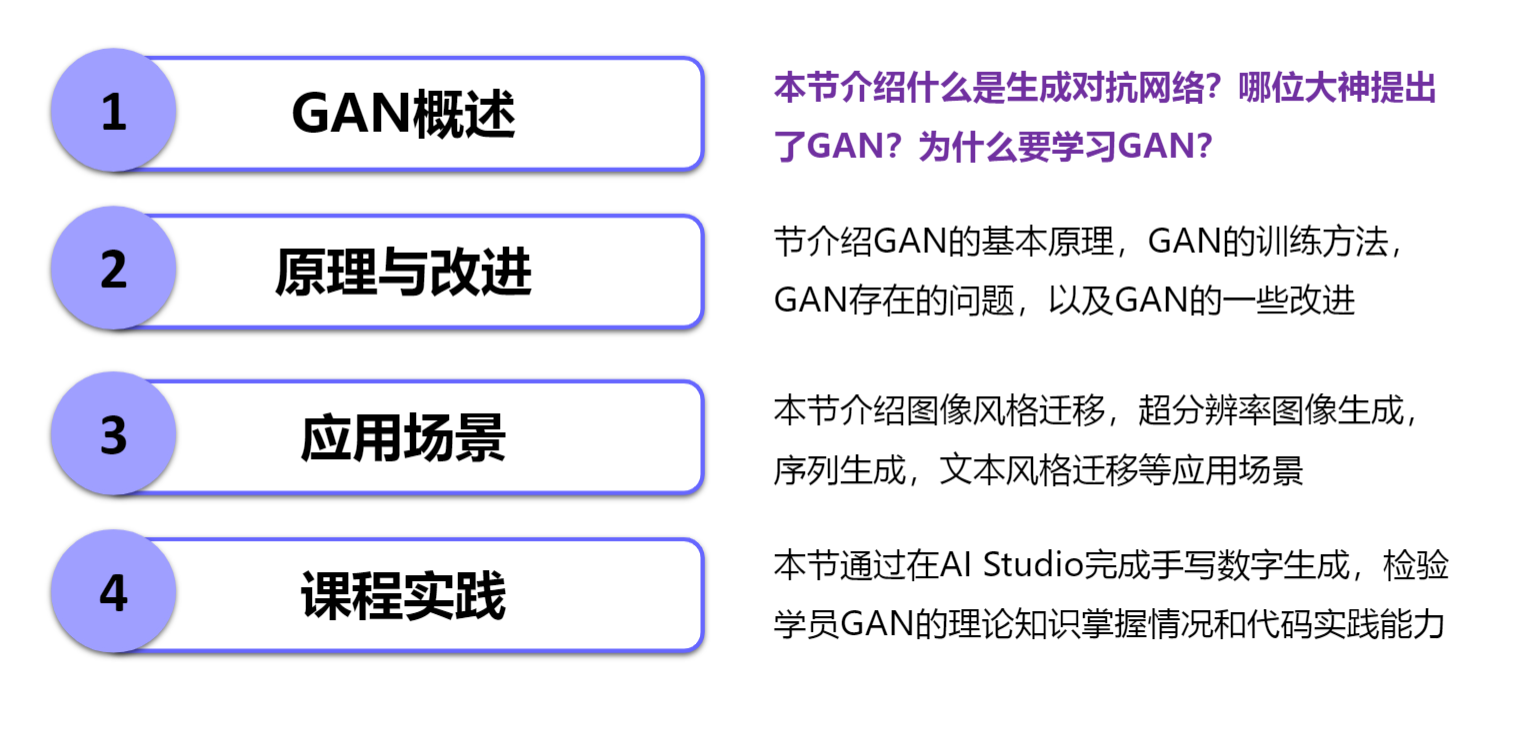 1
GAN概述
本节介绍什么是生成对抗网络？哪位大神提出
了GAN？为什么要学习GAN？
2
原理与改进
节介绍GAN的基本原理，GAN的训练方法，
GAN存在的问题，以及GAN的一些改进
3
应用场景
本节介绍图像风格迁移，超分辨率图像生成，
序列生成，文本风格迁移等应用场景
4
课程实践
本节通过在AI Studio完成手写数字生成，检验
学员GAN的理论知识掌握情况和代码实践能力